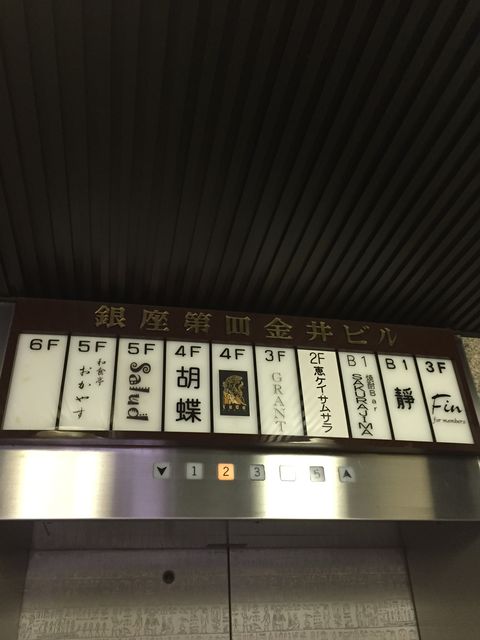 銀座第四金井ビル
6F
5F
和食亭
おかやす
5F
Salud
4F
胡蝶
4F
3F
GRANT
2F
恵ケイ・サムサラ
B1
焼酎Bar
SAKURAJIMA
B1
靜
3F
Fin
for members
1
2
3
5